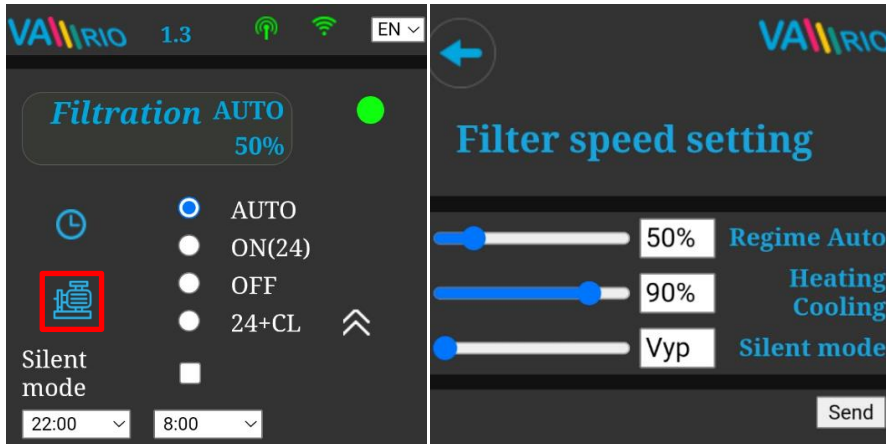 VA RIO 1.3 EN
Filtration AUTO
50%
AUTO
ON(24)
OFF
24+CL
Silent
mode
22:00 8:00
VA RIO
Filter speed setting
50% Regime Auto
90% Heating
Cooling
Vyp Silent mode
Send